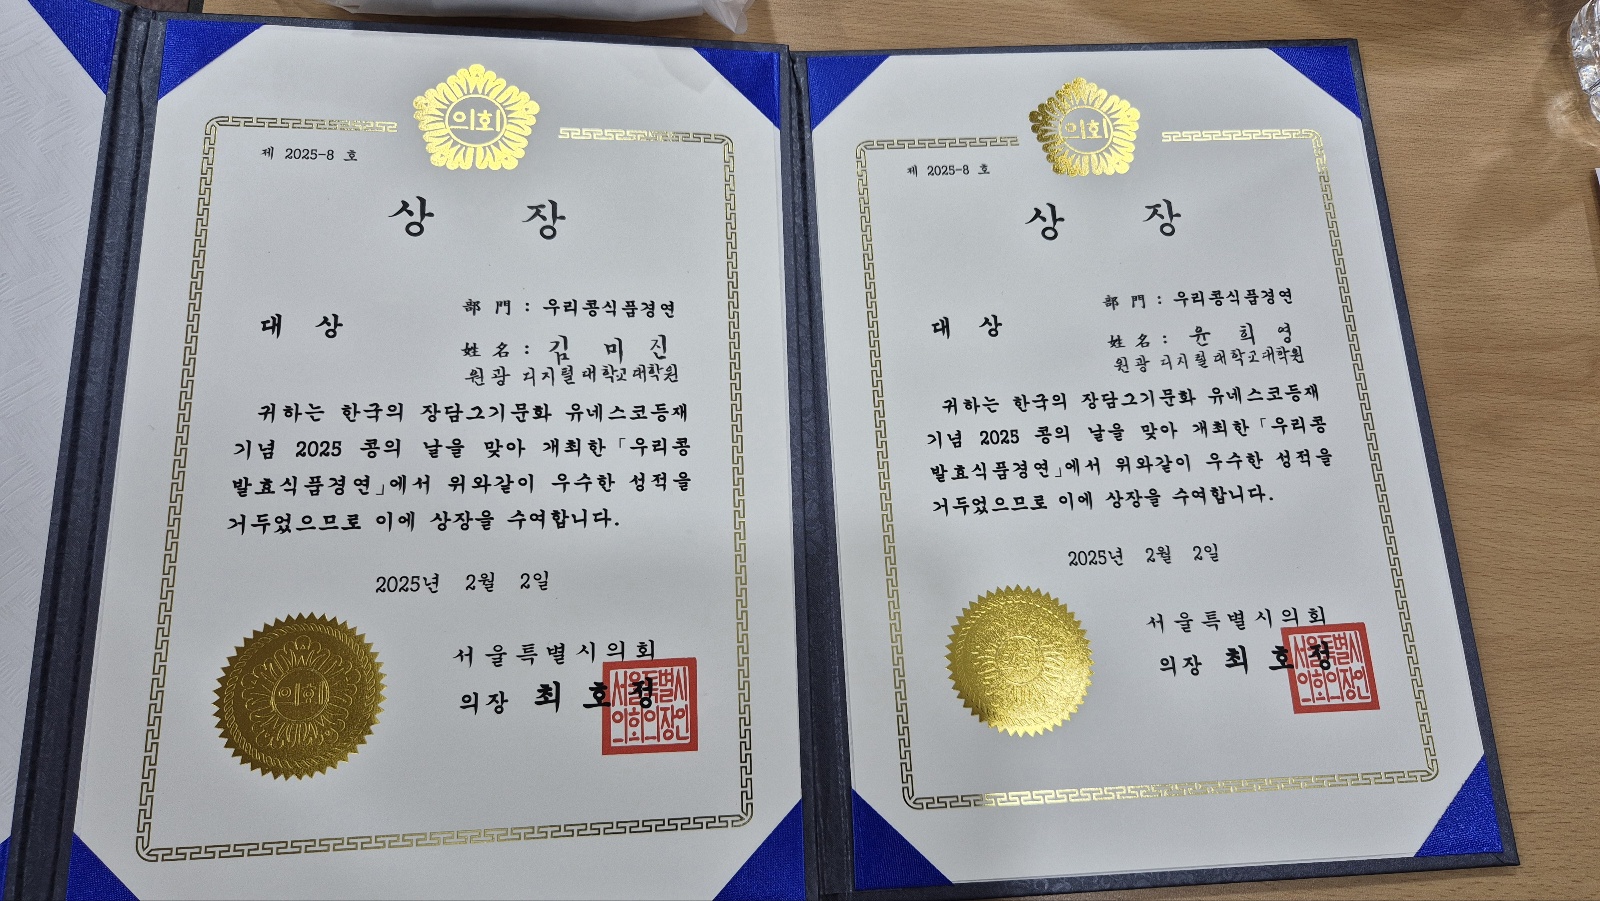 의회
제 2025-8 호
상 장
대 상
部 門 : 우리콩식품경연
姓 名 : 김 미 진
원광 디지털대학교대학원
귀하는 한국의 장담그기문화 유네스코등재
기념 2025 콩의 날을 맞아 개최한「우리콩
발효식품경연」에서 위와같이 우수한 성적을
거두었으므로 이에 상장을 수여합니다.
2025년 2월 2일
서울특별시의회
의장 최 호 정
서울특별시
의회의장인
의회
의회
제 2025-8 호
상 장
대 상
部 門 : 우리콩식품경연
姓 名 : 윤 희 영
원광 디지털대학교대학원
귀하는 한국의 장담그기문화 유네스코등재
기념 2025 콩의 날을 맞아 개최한「우리콩
발효식품경연」에서 위와같이 우수한 성적을
거두었으므로 이에 상장을 수여합니다.
2025년 2월 2일
서울특별시의회
의장 최 호 정
서울특별시
의회의장인